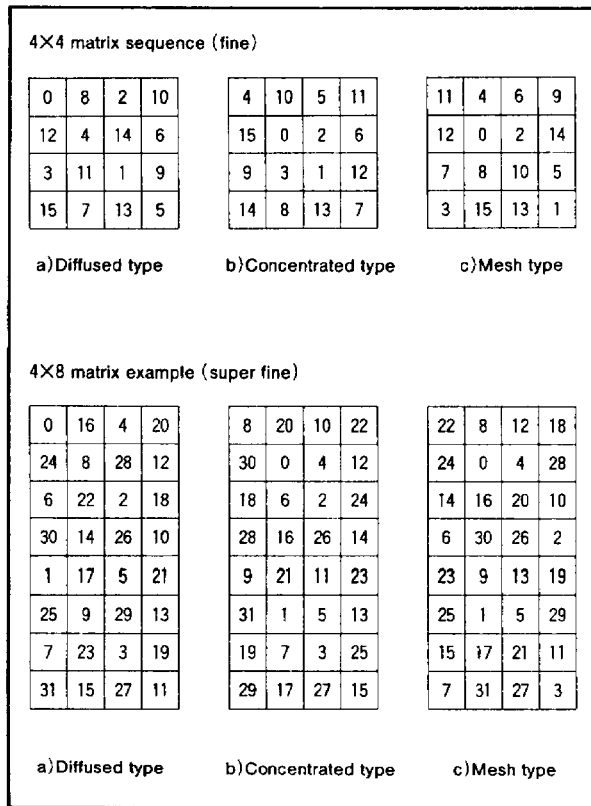 4×4 matrix sequence (fine)
0 8 2 10
12 4 14 6
3 11 1 9
15 7 13 5
a)Diffused type
4 10 5 11
15 0 2 6
9 3 1 12
14 8 13 7
b)Concentrated type
11 4 6 9
12 0 2 14
7 8 10 5
3 15 13 1
c)Mesh type
4×8 matrix example (super fine)
0 16 4 20
24 8 28 12
6 22 2 18
30 14 26 10
1 17 5 21
25 9 29 13
7 23 3 19
31 15 27 11
a)Diffused type
8 20 10 22
30 0 4 12
18 6 2 24
28 16 26 14
9 21 11 23
31 1 5 13
19 7 3 25
29 17 27 15
b)Concentrated type
22 8 12 18
24 0 4 28
14 16 20 10
6 30 26 2
23 9 13 19
25 1 5 29
15 17 21 11
7 31 27 3
c)Mesh type